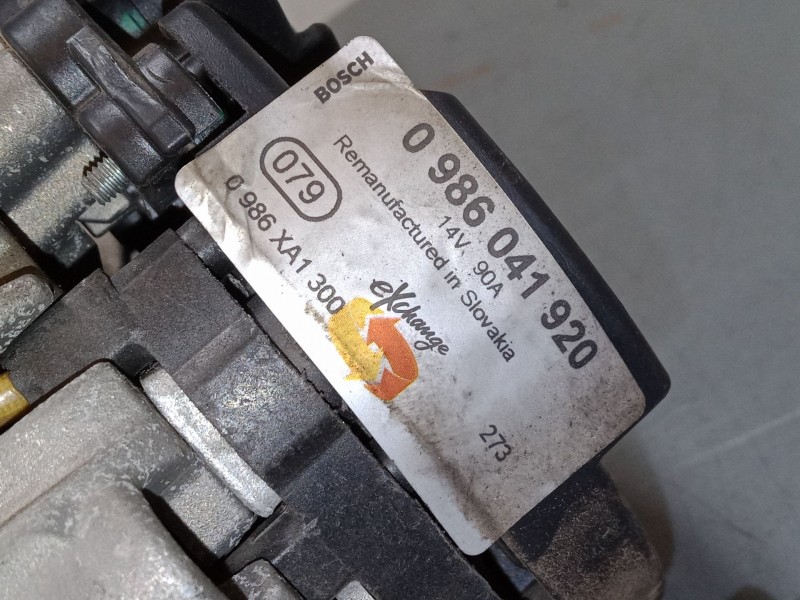 BOSCH
0 986 041 920
14V, 90A
Remanufactured in Slovakia
079
0 986 XA1 300
eXchange
273